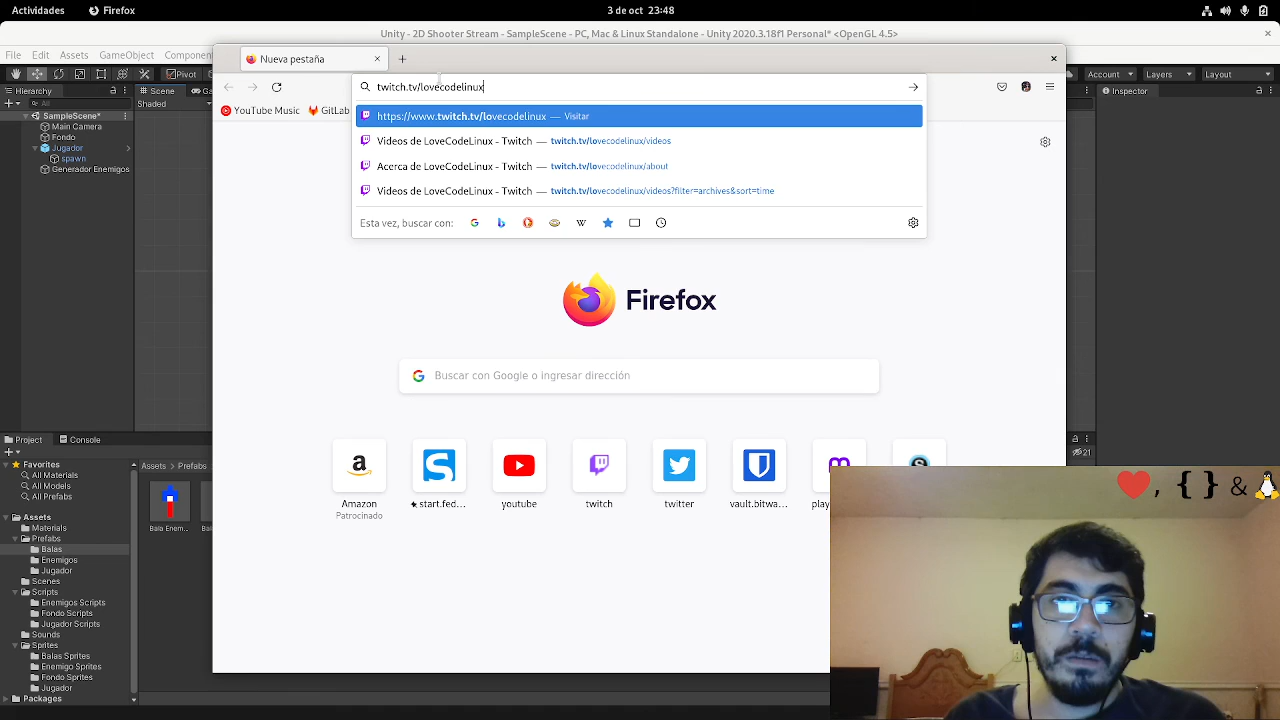 Actividades Firefox 3 de oct 23:48
Unity - 2D Shooter Stream - SampleScene - PC, Mac & Linux Standalone - Unity 2020.3.18f1 Personal* <OpenGL 4.5>
File Edit Assets GameObject Component
Nueva pestaña
Pivot
Account Layers Layout
twitch.tv/lovecodelinux
Hierarchy
Scene
Inspector
All
Shaded
YouTube Music GitLab
SampleScene*
https://www.twitch.tv/lovecodelinux — Visitar
Main Camera
Fondo
Videos de LoveCodeLinux - Twitch — twitch.tv/lovecodelinux/videos
Jugador
spawn
Acerca de LoveCodeLinux - Twitch — twitch.tv/lovecodelinux/about
Generador Enemigos
Videos de LoveCodeLinux - Twitch — twitch.tv/lovecodelinux/videos?filter=archives&sort=time
Esta vez, buscar con:
Firefox
Buscar con Google o ingresar dirección
Project Console
21
Favorites
All Materials
All Models
All Prefabs
Assets > Prefabs
Amazon
Patrocinado
start.fed...
youtube
twitch
twitter
vault.bitwa...
Bala Enem...
Assets
Materials
Prefabs
Balas
Enemigos
Jugador
Scenes
Scripts
Enemigos Scripts
Fondo Scripts
Jugador Scripts
Sounds
Sprites
Balas Sprites
Enemigo Sprites
Fondo Sprites
Jugador
Packages
, { } &